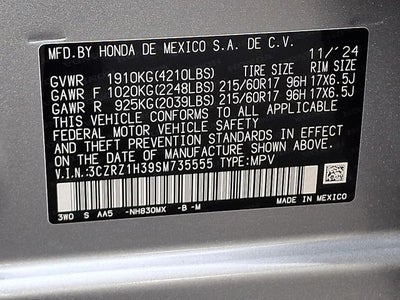 MFD.BY HONDA DE MEXICO S.A. DE C.V.
11/'24
GVWR 1910KG(4210LBS) TIRE SIZE RIM SIZE
GAWR F 1020KG(2248LBS) 215/60R17 96H 17X6.5J
GAWR R 925KG(2039LBS) 215/60R17 96H 17X6.5J
THIS VEHICLE CONFORMS TO ALL APPLICABLE
FEDERAL MOTOR VEHICLE SAFETY, BUMPER, AND
THEFT PREVENTION STANDARDS IN EFFECT
ON THE DATE OF MANUFACTURE SHOWN ABOVE.
V.I.N.:3CZRZ1H39SM735555 TYPE:MPV
3W0 S AA5 -NH830MX -B -M
MADE IN MEXICO